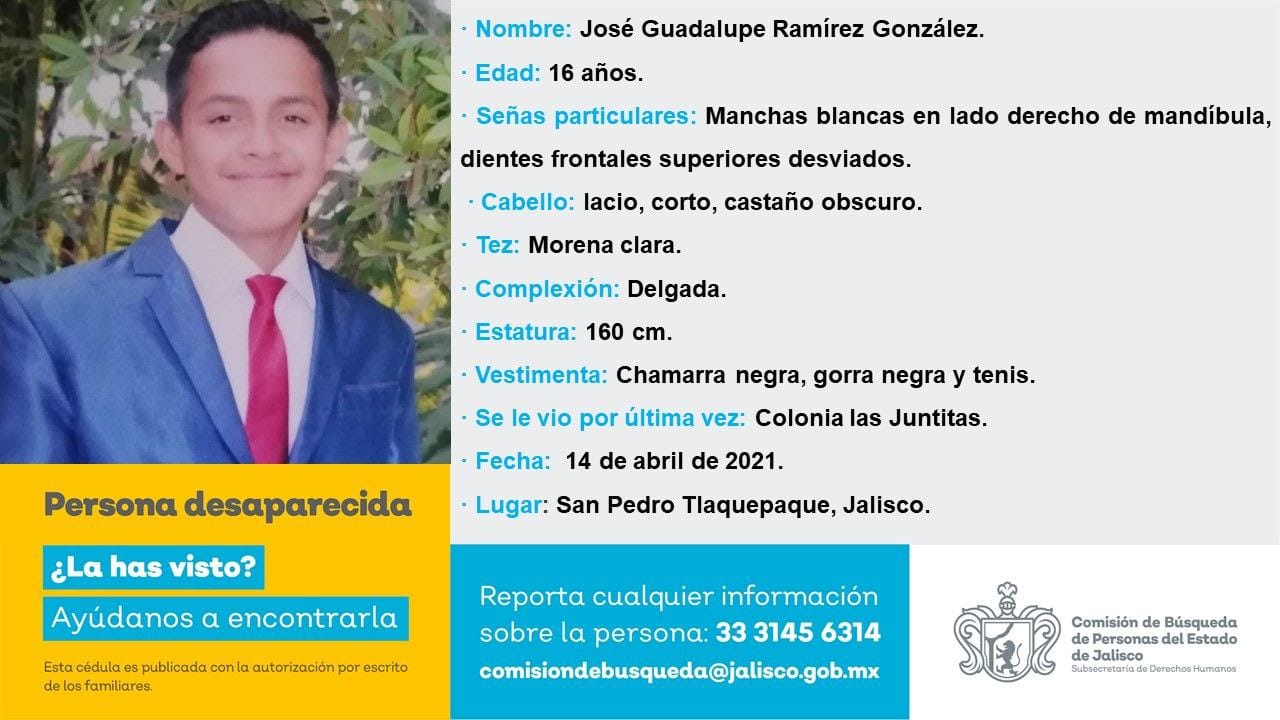 · Nombre: José Guadalupe Ramírez González.
· Edad: 16 años.
· Señas particulares: Manchas blancas en lado derecho de mandíbula,
dientes frontales superiores desviados.
· Cabello: lacio, corto, castaño obscuro.
· Tez: Morena clara.
· Complexión: Delgada.
· Estatura: 160 cm.
· Vestimenta: Chamarra negra, gorra negra y tenis.
· Se le vio por última vez: Colonia las Juntitas.
· Fecha: 14 de abril de 2021.
· Lugar: San Pedro Tlaquepaque, Jalisco.
Persona desaparecida
¿La has visto?
Ayúdanos a encontrarla
Esta cédula es publicada con la autorización por escrito
de los familiares.
Reporta cualquier información
sobre la persona: 33 3145 6314
comisiondebusqueda@jalisco.gob.mx
Comisión de Búsqueda
de Personas del Estado
de Jalisco
Subsecretaría de Derechos Humanos